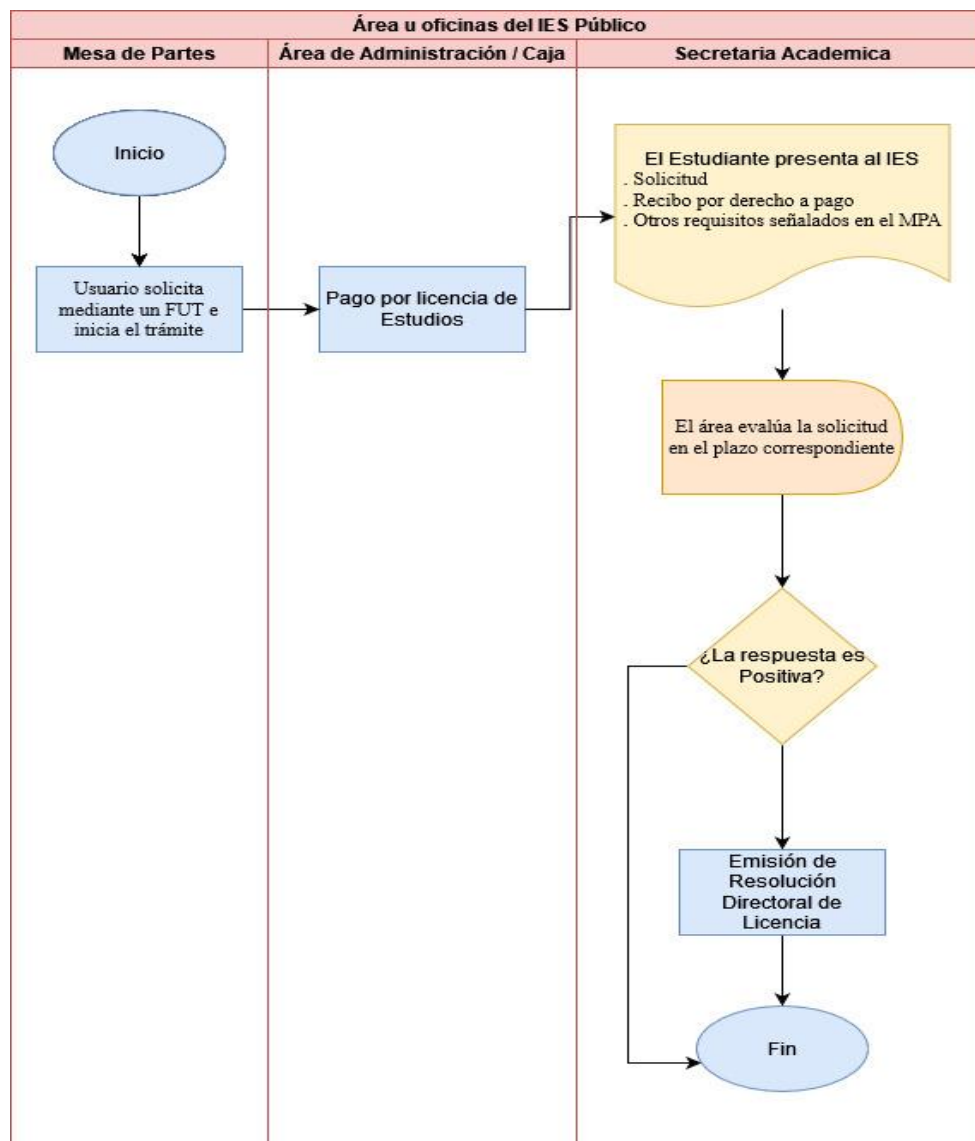 Área u oficinas del IES Público
Mesa de Partes
Área de Administración / Caja
Secretaria Academica
Inicio
Usuario solicita
mediante un FUT e
inicia el trámite
Pago por licencia de
Estudios
El Estudiante presenta al IES
. Solicitud
. Recibo por derecho a pago
. Otros requisitos señalados en el MPA
El área evalúa la solicitud
en el plazo correspondiente
¿La respuesta es
Positiva?
Emisión de
Resolución
Directoral de
Licencia
Fin